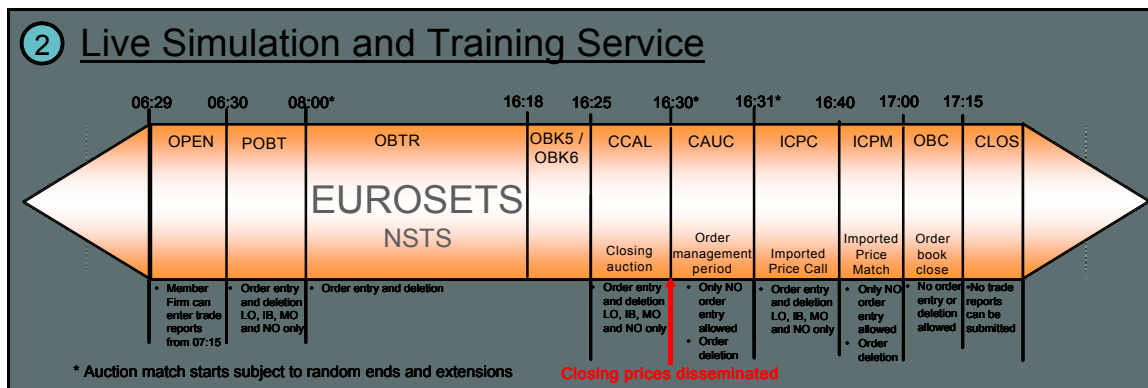 2 Live Simulation and Training Service
06:29 06:30 08:00* 16:18 16:25 16:30* 16:31* 16:40 17:00 17:15
OPEN POBT OBTR OBK5 / OBK6 CCAL CAUC ICPC ICPM OBC CLOS
EUROSETS
NSTS
Closing
auction
Order
management
period
Imported
Price Call
Imported
Price
Match
Order
book
close
• Member
Firm can
enter trade
reports
from 07:15
• Order entry
and deletion
LO, IB, MO
and NO only
• Order entry and deletion
• Order entry
and deletion
LO, IB, MO
and NO only
• Only NO
order
entry
allowed
• Order
deletion
• Order entry
and deletion
LO, IB, MO
and NO only
• Only NO
order entry
allowed
• Order
deletion
• No order
entry or
deletion
allowed
•No trade
reports
can be
submitted
* Auction match starts subject to random ends and extensions
Closing prices disseminated